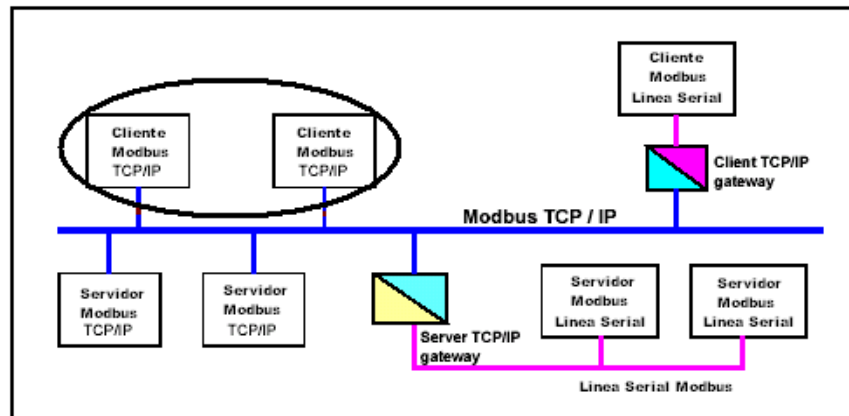 Cliente
Modbus
Linea Serial
Cliente
Modbus
TCP/IP
Cliente
Modbus
TCP/IP
Client TCP/IP
gateway
Modbus TCP / IP
Servidor
Modbus
TCP/IP
Servidor
Modbus
TCP/IP
Server TCP/IP
gateway
Servidor
Modbus
Linea Serial
Servidor
Modbus
Linea Serial
Linea Serial Modbus